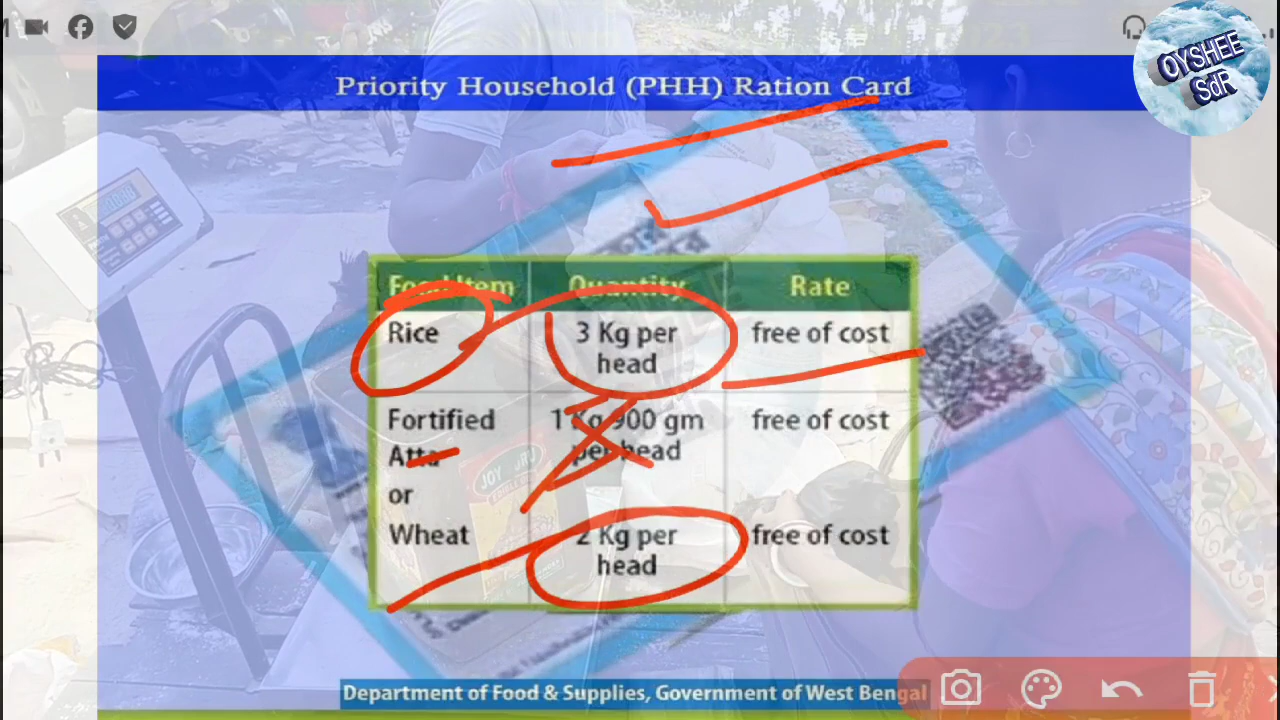 Priority Household (PHH) Ration Card
OYSHEE
SdR
Food Item
Quantity
Rate
Rice
3 Kg per
head
free of cost
Fortified
Atta
or
Wheat
1 Kg 900 gm
per head
free of cost
2 Kg per
head
free of cost
Department of Food & Supplies, Government of West Bengal